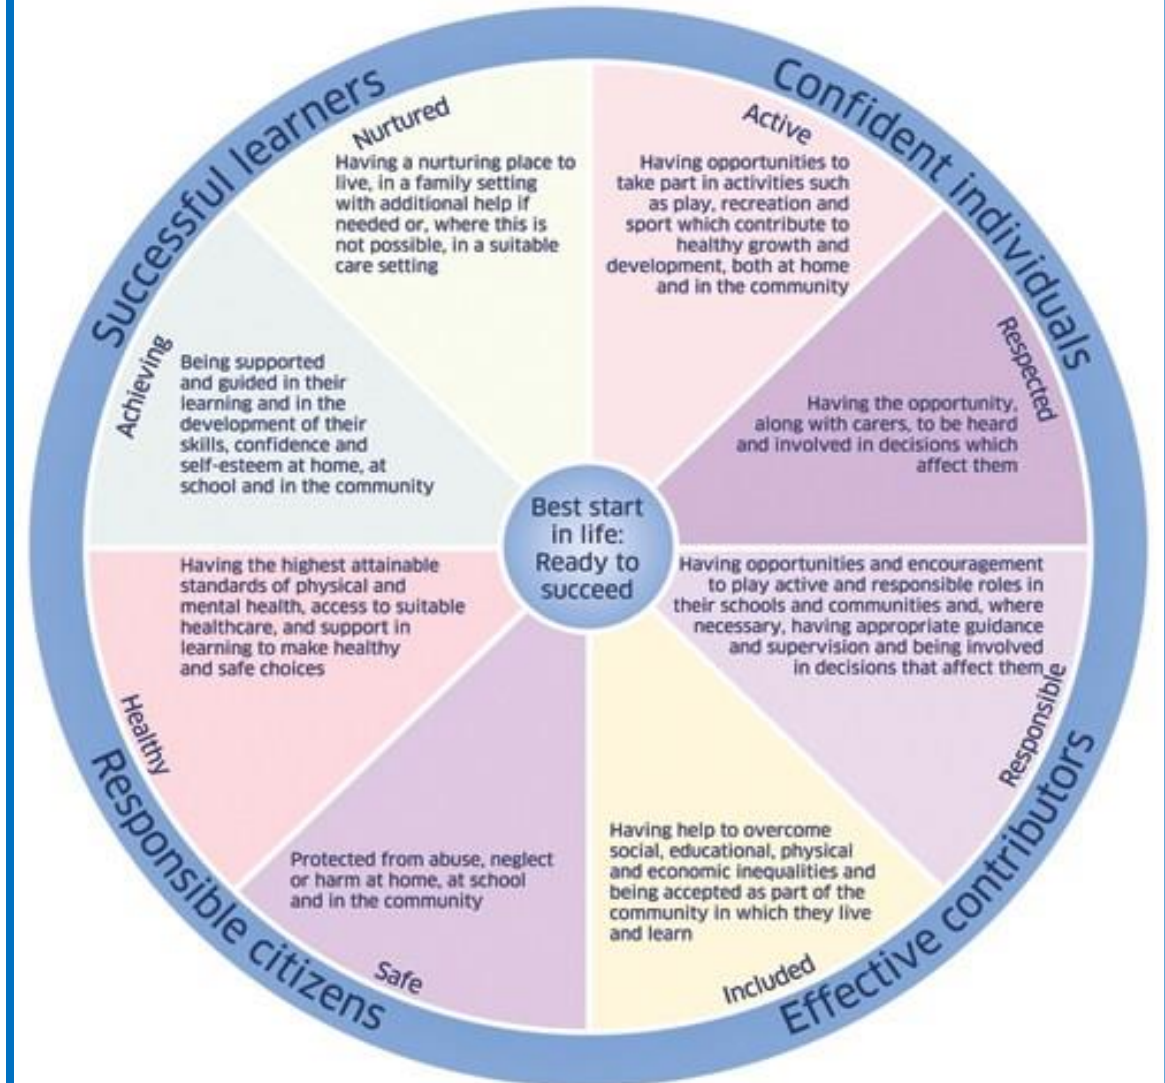 Successful learners
Confident individuals
Nurtured
Having a nurturing place to
live, in a family setting
with additional help if
needed or, where this is
not possible, in a suitable
care setting
Active
Having opportunities to
take part in activities such
as play, recreation and
sport which contribute to
healthy growth and
development, both at home
and in the community
Achieving
Being supported
and guided in their
learning and in the
development of their
skills, confidence and
self-esteem at home, at
school and in the community
Respected
Having the opportunity,
along with carers, to be heard
and involved in decisions which
affect them
Best start
in life:
Ready to
succeed
Having the highest attainable
standards of physical and
mental health, access to suitable
healthcare, and support in
learning to make healthy
and safe choices
Healthy
Having opportunities and encouragement
to play active and responsible roles in
their schools and communities and, where
necessary, having appropriate guidance
and supervision and being involved
in decisions that affect them
Responsible
Protected from abuse, neglect
or harm at home, at school
and in the community
Safe
Having help to overcome
social, educational, physical
and economic inequalities and
being accepted as part of the
community in which they live
and learn
Included
Responsible citizens
Effective contributors